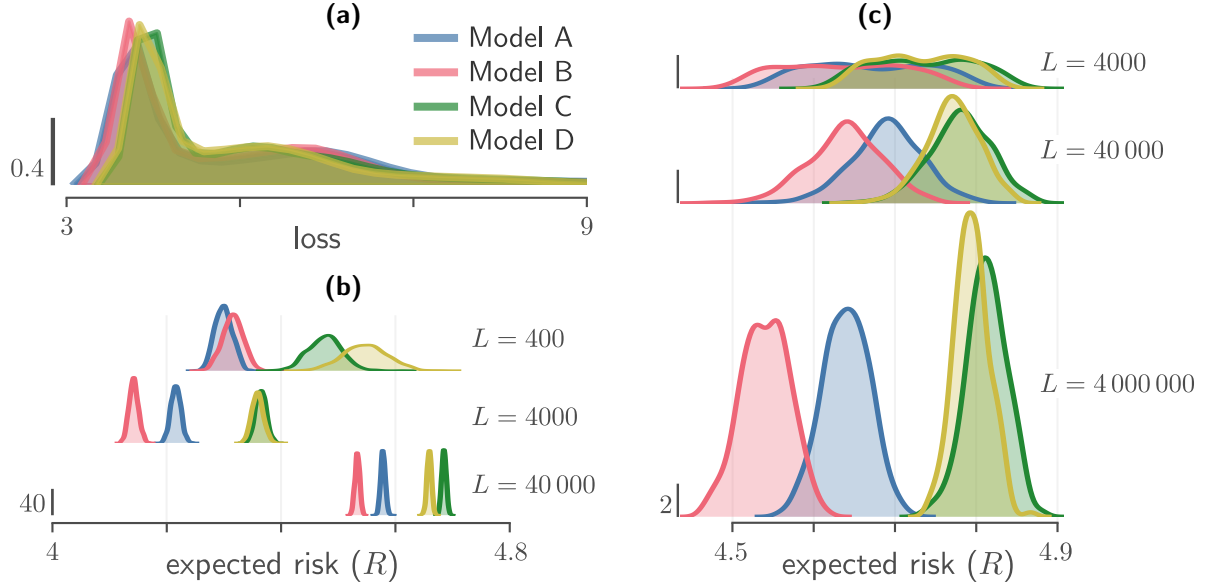 (a)
Model A
Model B
Model C
Model D
0.4
3
9
loss
(b)
L = 400
L = 4000
L = 40 000
40
4
4.8
expected risk (R)
(c)
L = 4000
L = 40 000
L = 4 000 000
2
4.5
4.9
expected risk (R)